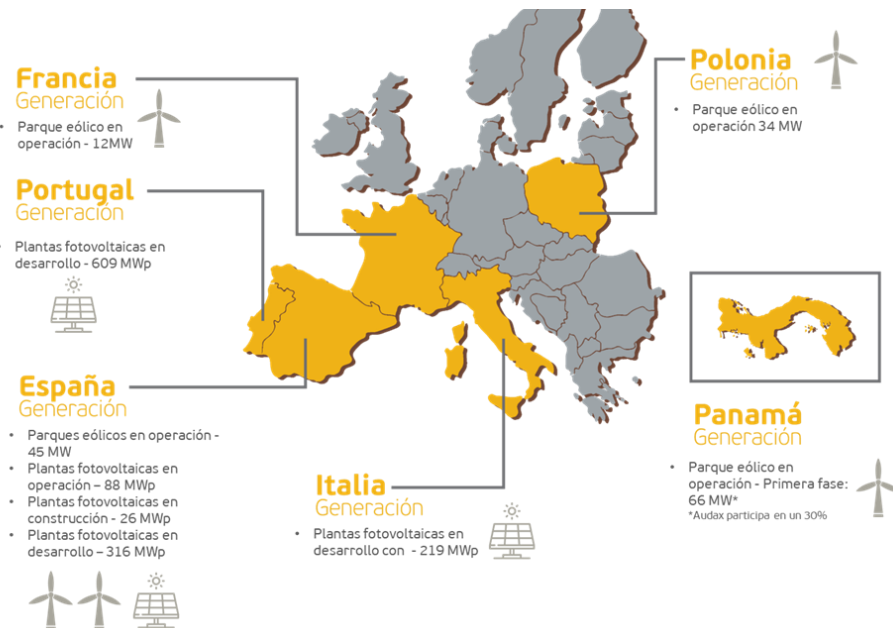 Francia
Generación
• Parque eólico en
operación - 12MW
Portugal
Generación
• Plantas fotovoltaicas en
desarrollo - 609 MWp
España
Generación
• Parques eólicos en operación -
45 MW
• Plantas fotovoltaicas en
operación – 88 MWp
• Plantas fotovoltaicas en
construcción - 26 MWp
• Plantas fotovoltaicas en
desarrollo – 316 MWp
Italia
Generación
• Plantas fotovoltaicas en
desarrollo con - 219 MWp
Polonia
Generación
• Parque eólico en
operación 34 MW
Panamá
Generación
• Parque eólico en
operación - Primera fase:
66 MW*
*Audax participa en un 30%